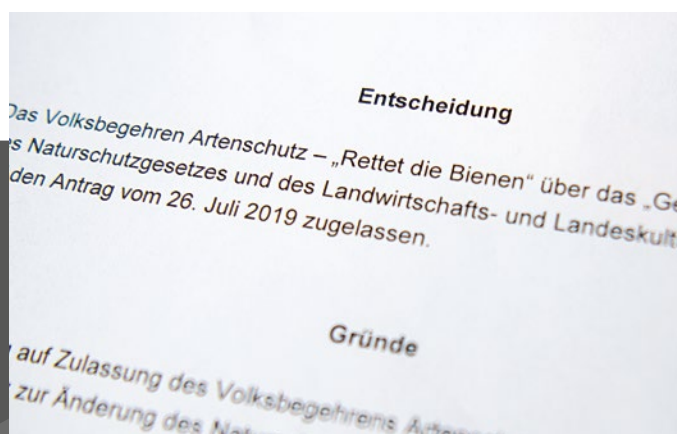 Entscheidung
Das Volksbegehren Artenschutz – „Rettet die Bienen“ über das „Ge
es Naturschutzgesetzes und des Landwirtschafts- und Landeskult
den Antrag vom 26. Juli 2019 zugelassen.
Gründe
auf Zulassung des Volksbegehrens
zur Änderung des